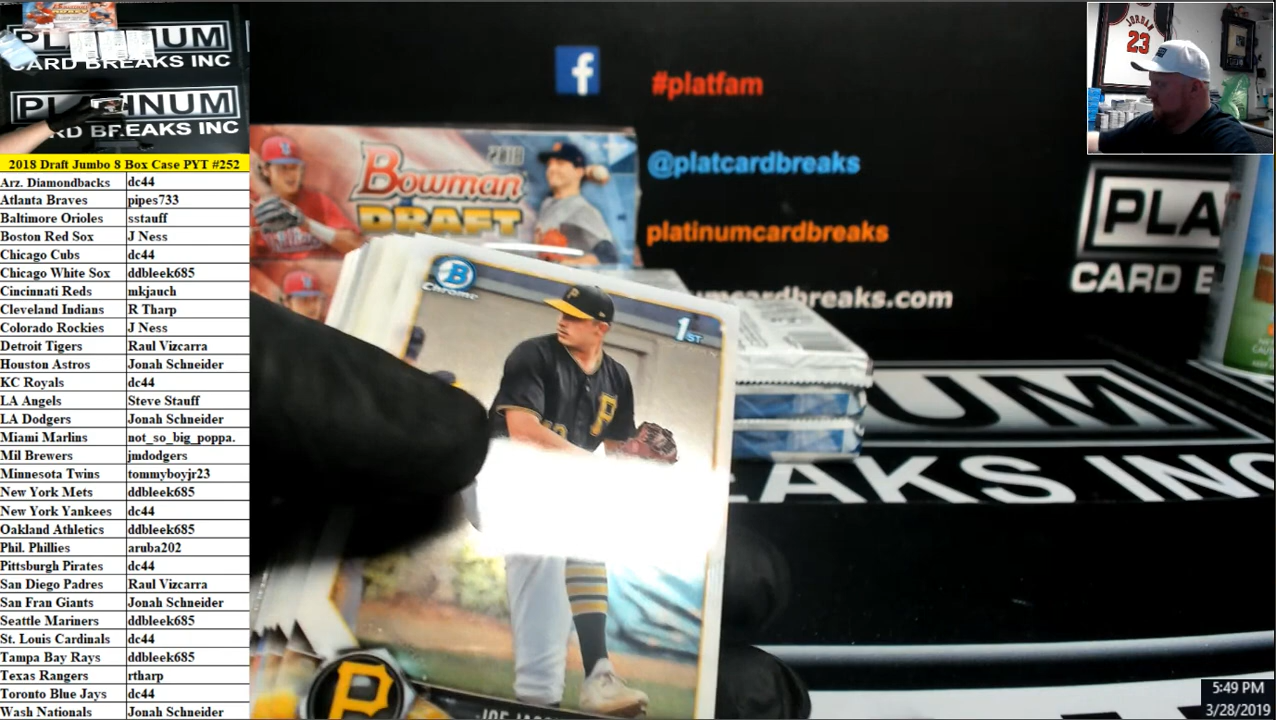 PLATINUM
CARD BREAKS INC
PLATINUM
CARD BREAKS INC
2018 Draft Jumbo 8 Box Case PYT #252
Arz. Diamondbacks dc44
Atlanta Braves pipes733
Baltimore Orioles sstauff
Boston Red Sox J Ness
Chicago Cubs dc44
Chicago White Sox ddbleek685
Cincinnati Reds mkjauch
Cleveland Indians R Tharp
Colorado Rockies J Ness
Detroit Tigers Raul Vizcarra
Houston Astros Jonah Schneider
KC Royals dc44
LA Angels Steve Stauff
LA Dodgers Jonah Schneider
Miami Marlins not_so_big_poppa.
Mil Brewers jmdodgers
Minnesota Twins tommyboyjr23
New York Mets ddbleek685
New York Yankees dc44
Oakland Athletics ddbleek685
Phil. Phillies aruba202
Pittsburgh Pirates dc44
San Diego Padres Raul Vizcarra
San Fran Giants Jonah Schneider
Seattle Mariners ddbleek685
St. Louis Cardinals dc44
Tampa Bay Rays ddbleek685
Texas Rangers rtharp
Toronto Blue Jays dc44
Wash Nationals Jonah Schneider
f
#platfam
@platcardbreaks
platinumcardbreaks
umcardbreaks.com
2018
Bowman
DRAFT
B
Chrome
1ST
P
P
P
JOE JACO
JORDAN
23
PLA
CARD B
UM
EAKS INC
5:49 PM
3/28/2019